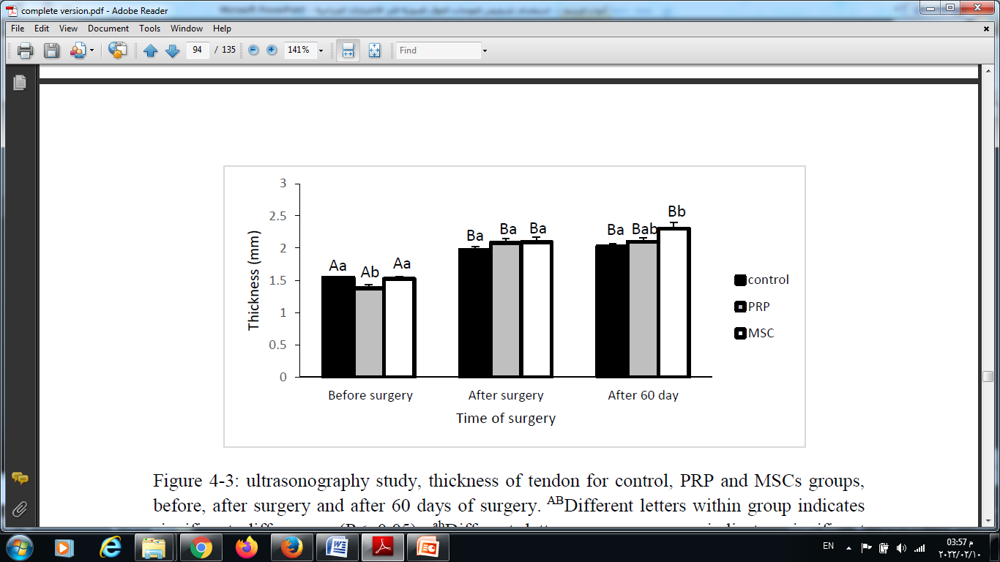 complete version.pdf - Adobe Reader
File Edit View Document Tools Window Help
94 / 135 141% Find
3
2.5
2
1.5
1
0.5
0
Thickness (mm)
Aa Ab Aa
Ba Ba Ba
Ba Bab Bb
Before surgery After surgery After 60 day
Time of surgery
control
PRP
MSC
Figure 4-3: ultrasonography study, thickness of tendon for control, PRP and MSCs groups,
before, after surgery and after 60 days of surgery. ABDifferent letters within group indicates
EN
03:57 م
٢٠٢٢/٠٢/١٠